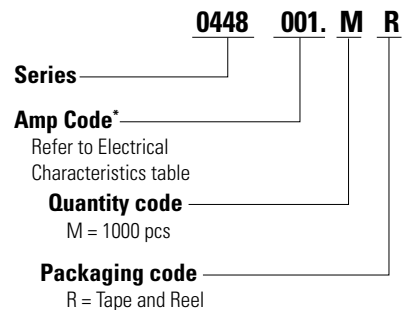 0448 001. M R
Series
Amp Code*
Refer to Electrical
Characteristics table
Quantity code
M = 1000 pcs
Packaging code
R = Tape and Reel